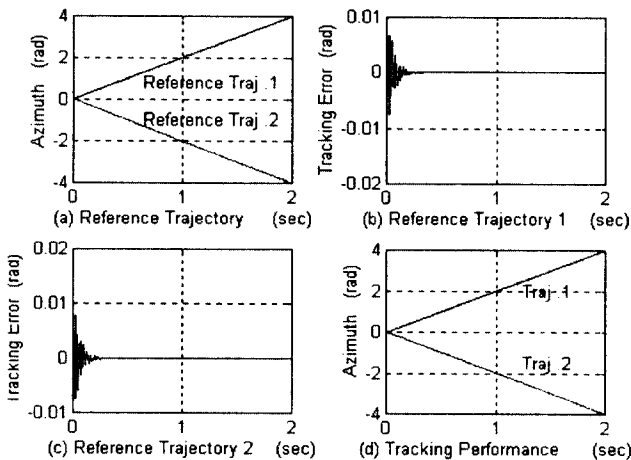 4
2
0
-2
-4
Azimuth (rad)
Reference Traj .1
Reference Traj .2
0
1
2
(a) Reference Trajectory (sec)
0.01
0
-0.01
-0.02
Tracking Error (rad)
0
1
2
(b) Reference Trajectory 1 (sec)
0.02
0.01
0
-0.01
Tracking Error (rad)
0
1
2
(c) Reference Trajectory 2 (sec)
4
2
0
-2
-4
Azimuth (rad)
Traj .1
Traj .2
0
1
2
(d) Tracking Performance (sec)